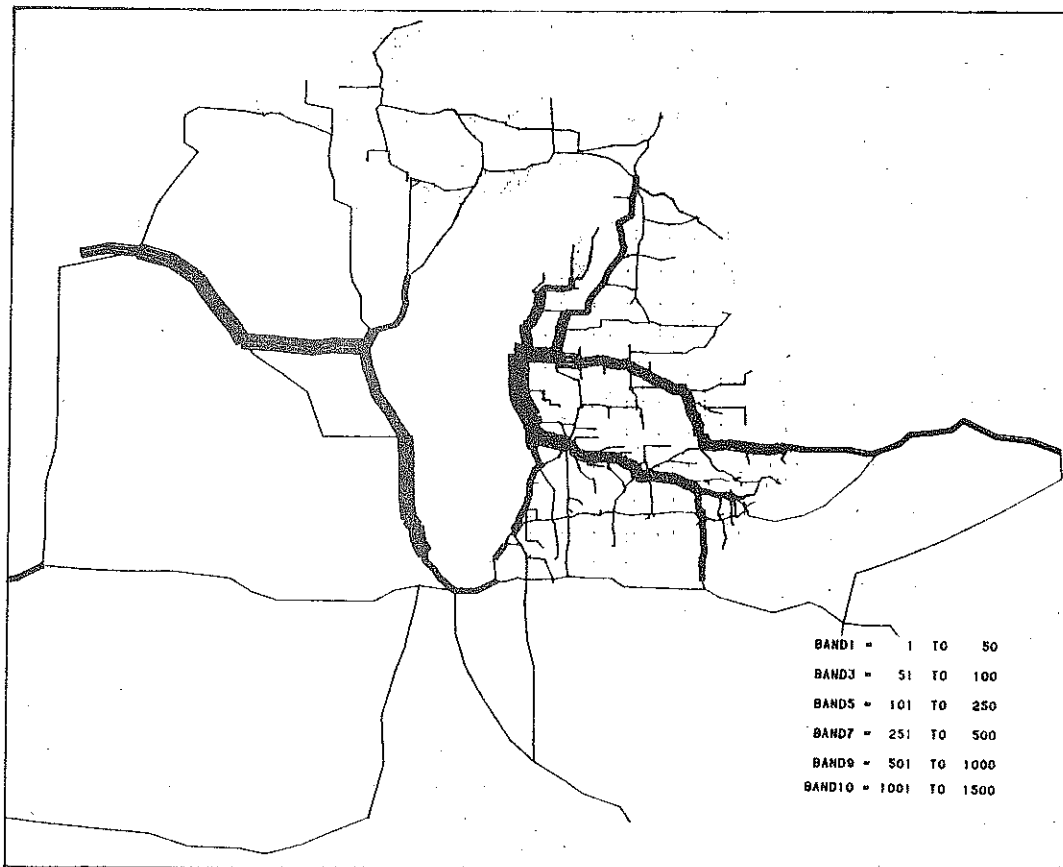 BAND1 = 1 TO 50
BAND3 = 51 TO 100
BAND5 = 101 TO 250
BAND7 = 251 TO 500
BAND9 = 501 TO 1000
BAND10 = 1001 TO 1500